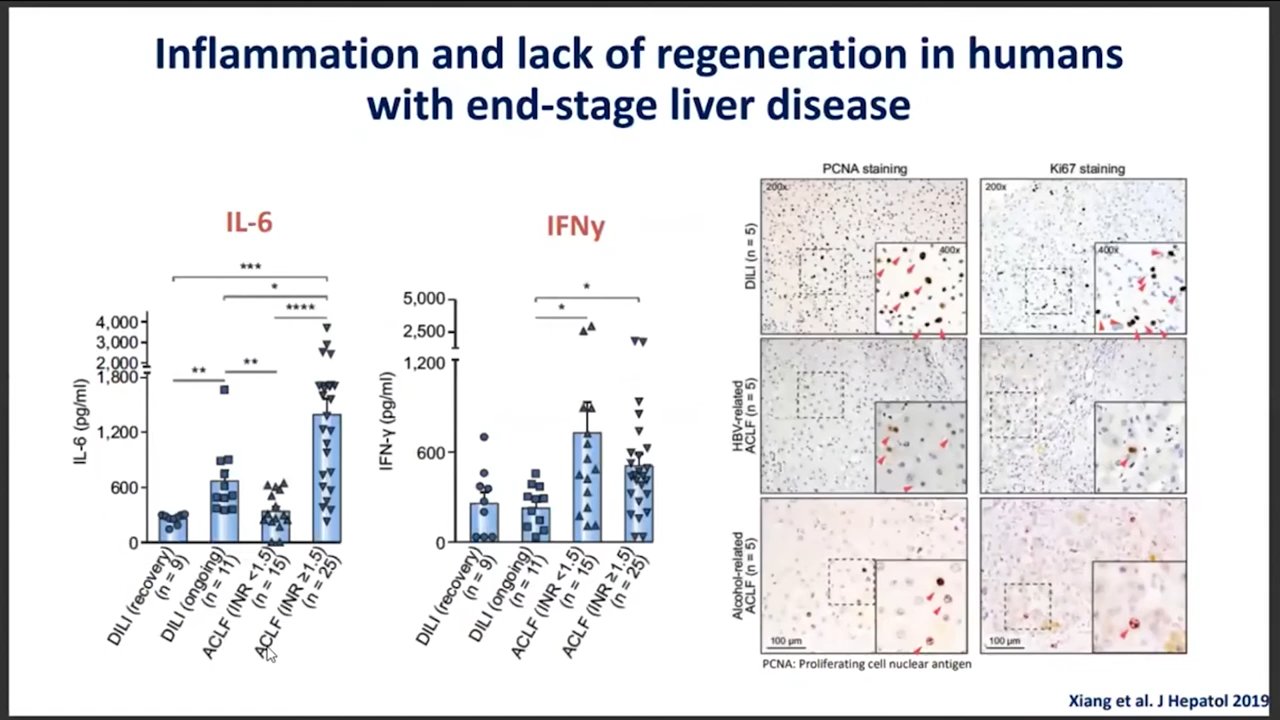 Inflammation and lack of regeneration in humans
with end-stage liver disease
IL-6
***
*
****
**
**
IL-6 (pg/ml)
4,000
3,000
2,000
1,800
1,200
600
0
DILI (recovery)
(n = 9)
DILI (ongoing)
(n = 11)
ACLF (INR <1.5)
(n = 15)
ACLF (INR ≥1.5)
(n = 25)
IFNγ
*
*
IFN-γ (pg/ml)
5,000
2,500
1,200
600
0
DILI (recovery)
(n = 9)
DILI (ongoing)
(n = 11)
ACLF (INR <1.5)
(n = 15)
ACLF (INR ≥1.5)
(n = 25)
PCNA staining
Ki67 staining
DILI (n = 5)
200x
400x
200x
400x
HBV-related
ACLF (n = 5)
Alcohol-related
ACLF (n = 5)
100 µm
100 µm
PCNA: Proliferating cell nuclear antigen
Xiang et al. J Hepatol 2019